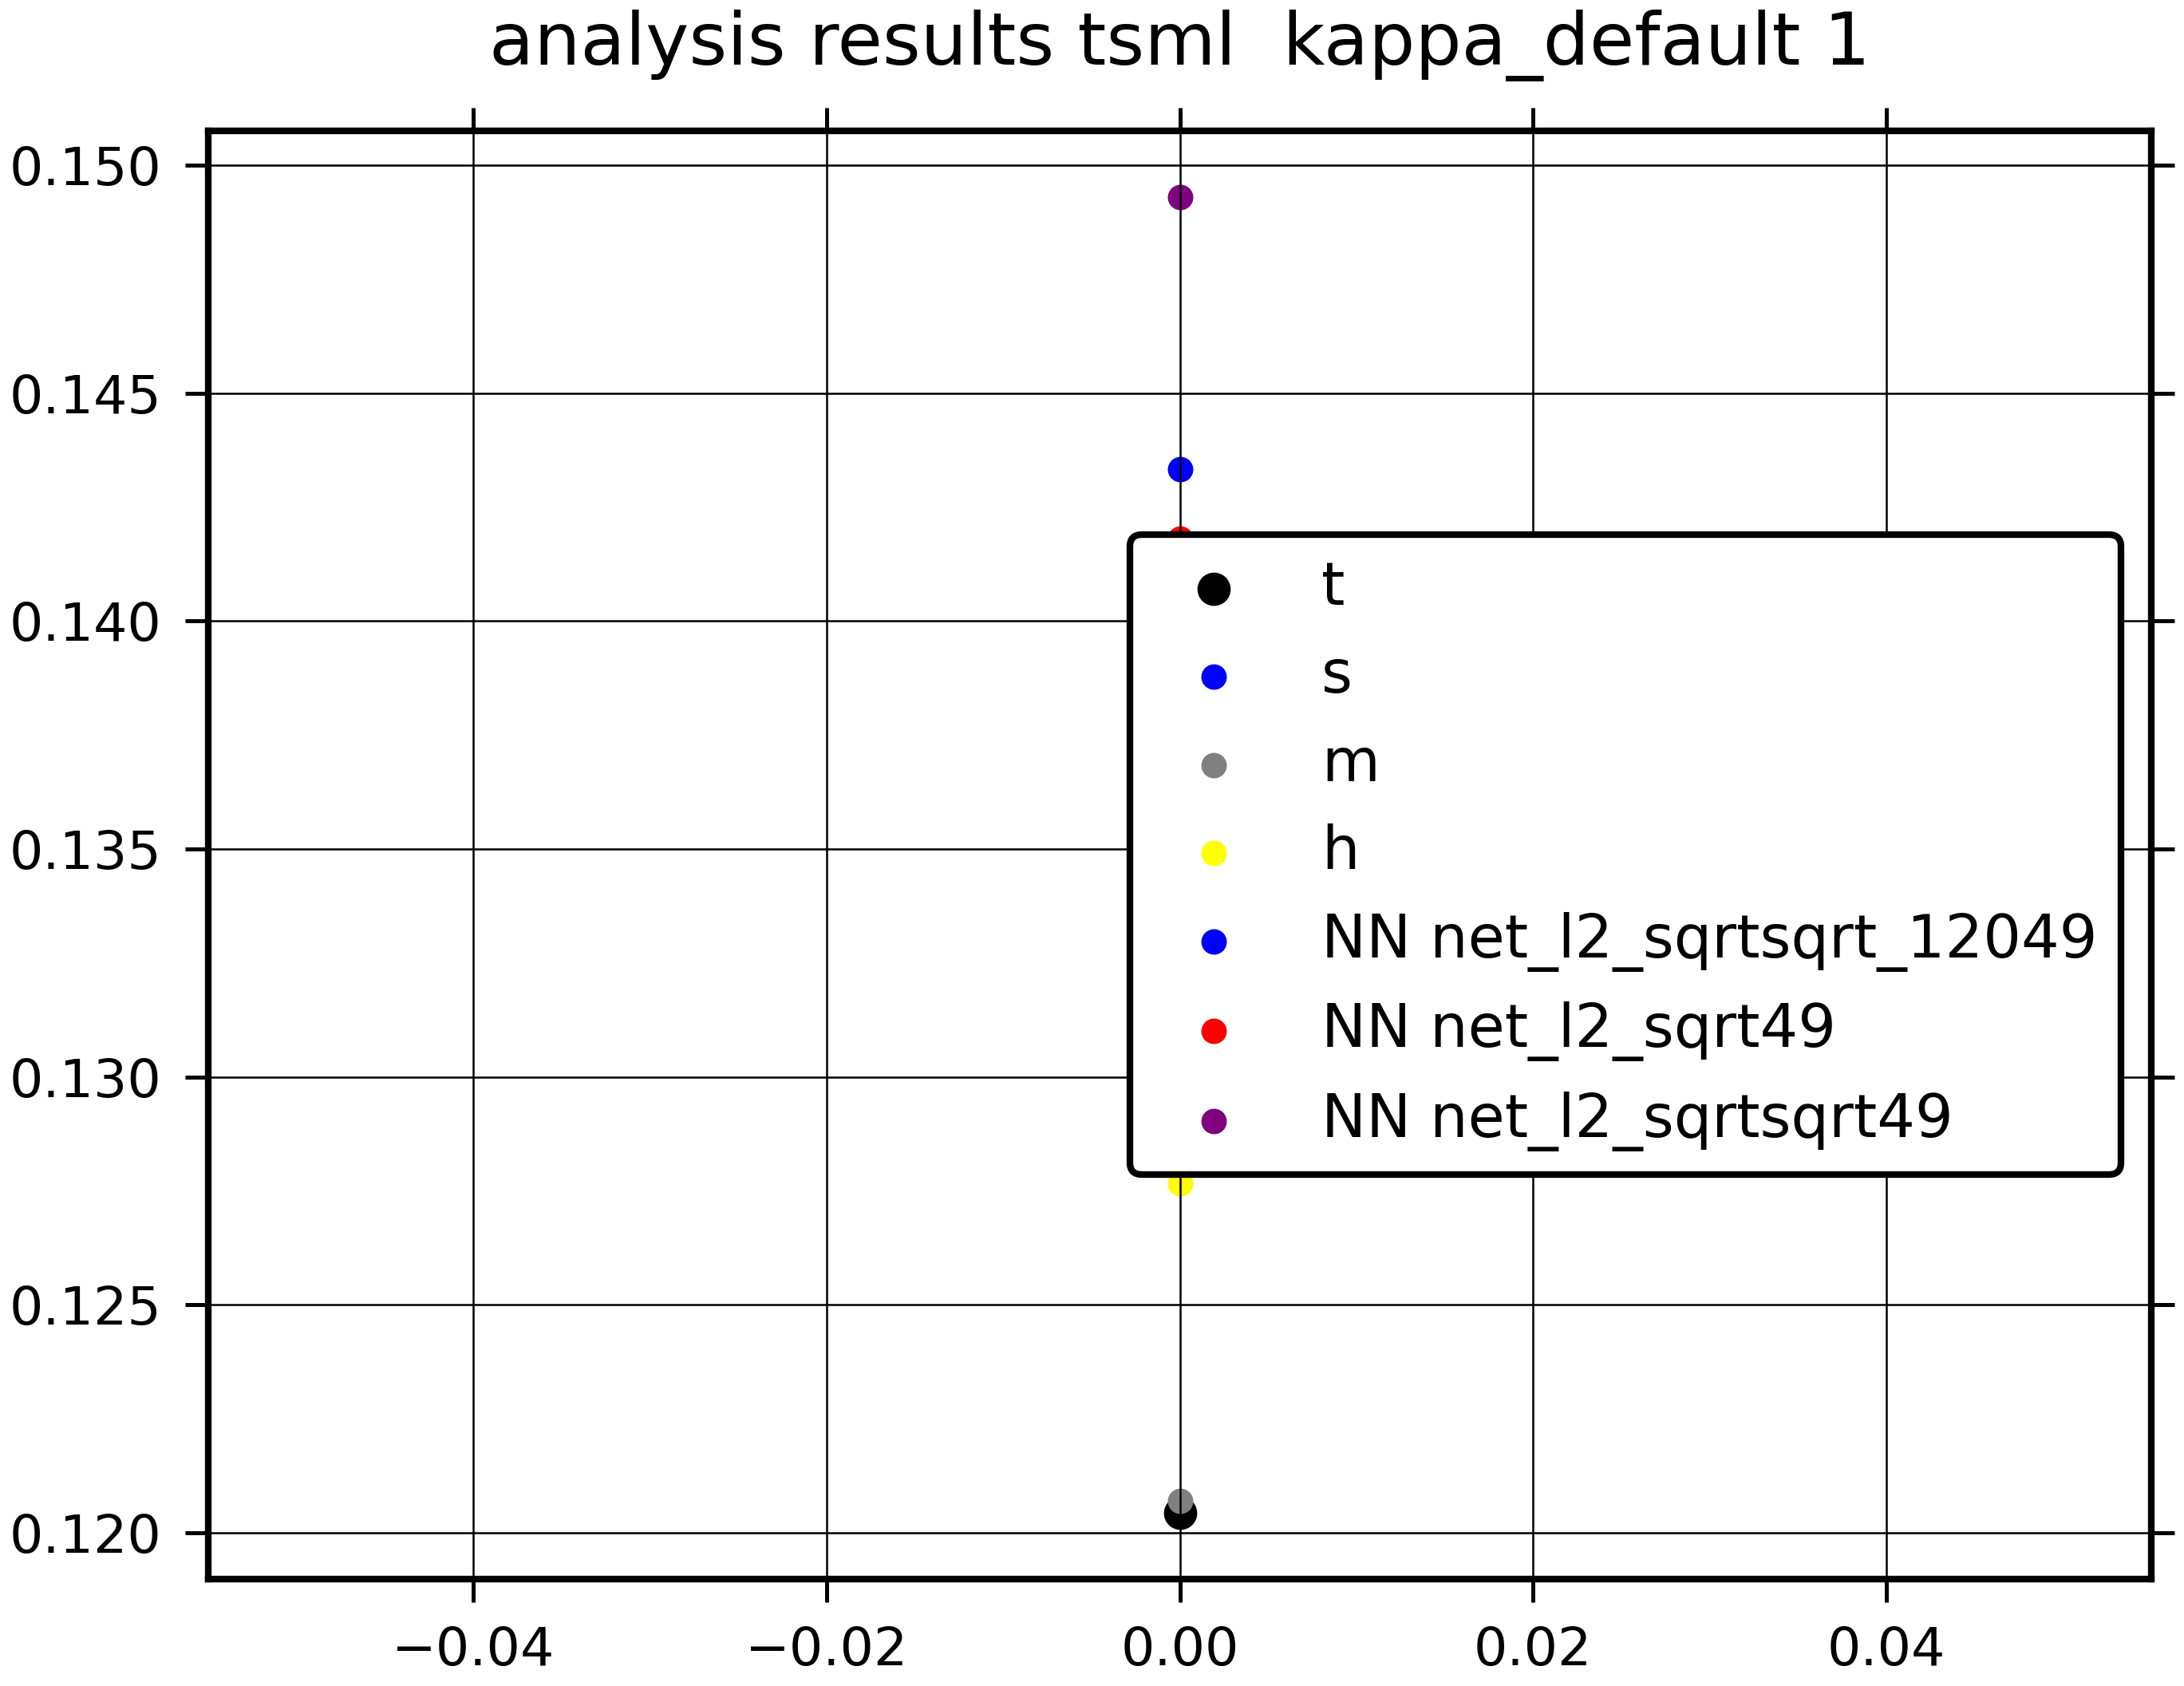 analysis results tsml  kappa_default 1
0.150
0.145
0.140
0.135
0.130
0.125
0.120
t
s
m
h
NN net_l2_sqrtsqrt_12049
NN net_l2_sqrt49
NN net_l2_sqrtsqrt49
−0.04 −0.02 0.00 0.02 0.04